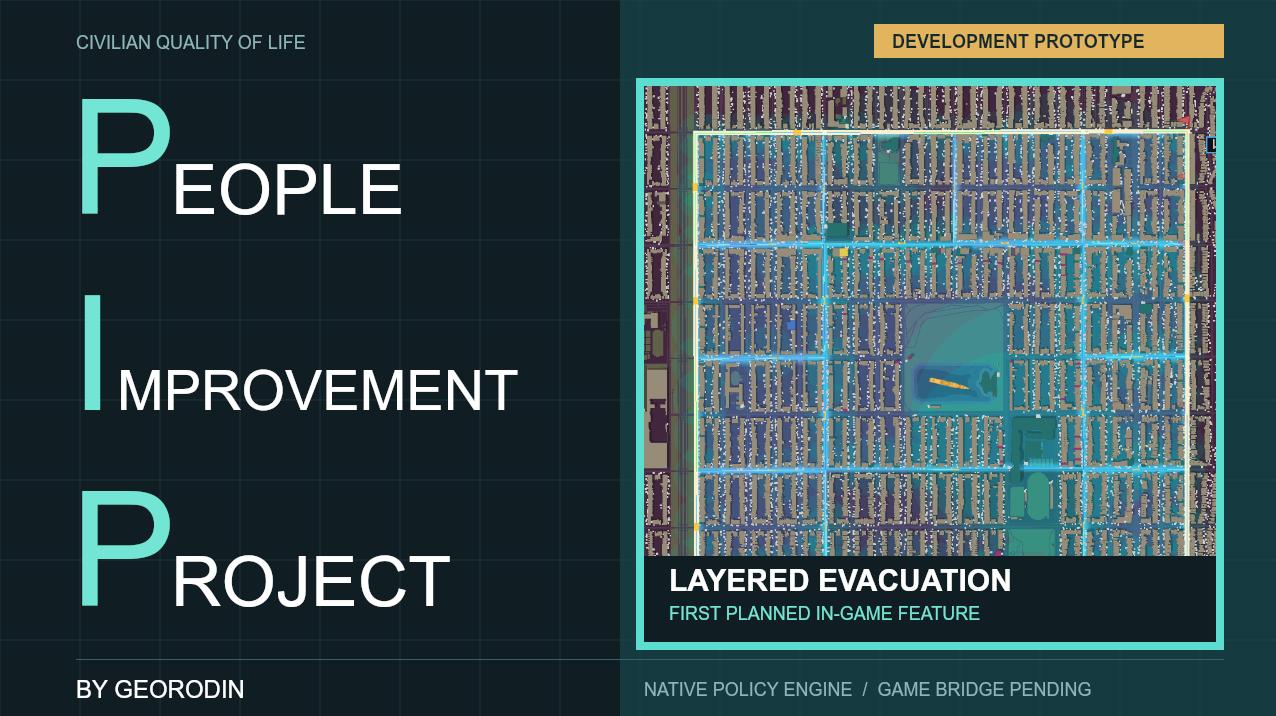 CIVILIAN QUALITY OF LIFE
PEOPLE
IMPROVEMENT
PROJECT
BY GEORODIN
DEVELOPMENT PROTOTYPE
LAYERED EVACUATION
FIRST PLANNED IN-GAME FEATURE
NATIVE POLICY ENGINE / GAME BRIDGE PENDING